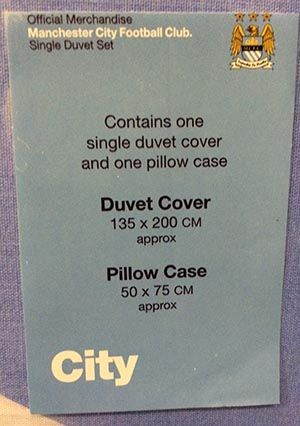 Official Merchandise
Manchester City Football Club.
Single Duvet Set
Contains one
single duvet cover
and one pillow case
Duvet Cover
135 x 200 CM
approx
Pillow Case
50 x 75 CM
approx
City